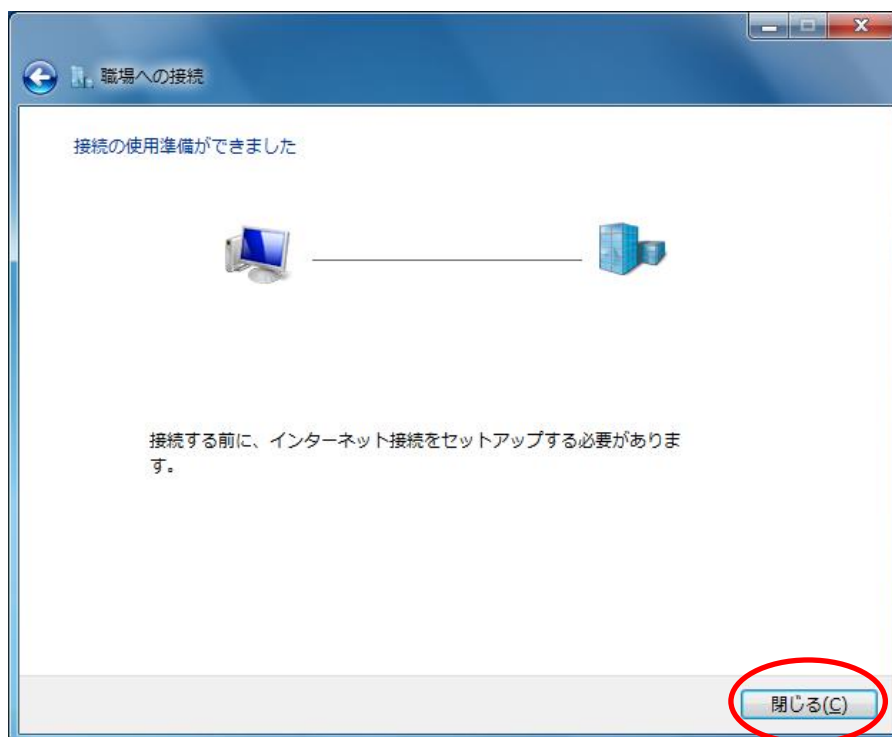 職場への接続
接続の使用準備ができました
接続する前に、インターネット接続をセットアップする必要がありま
す。
閉じる(C)